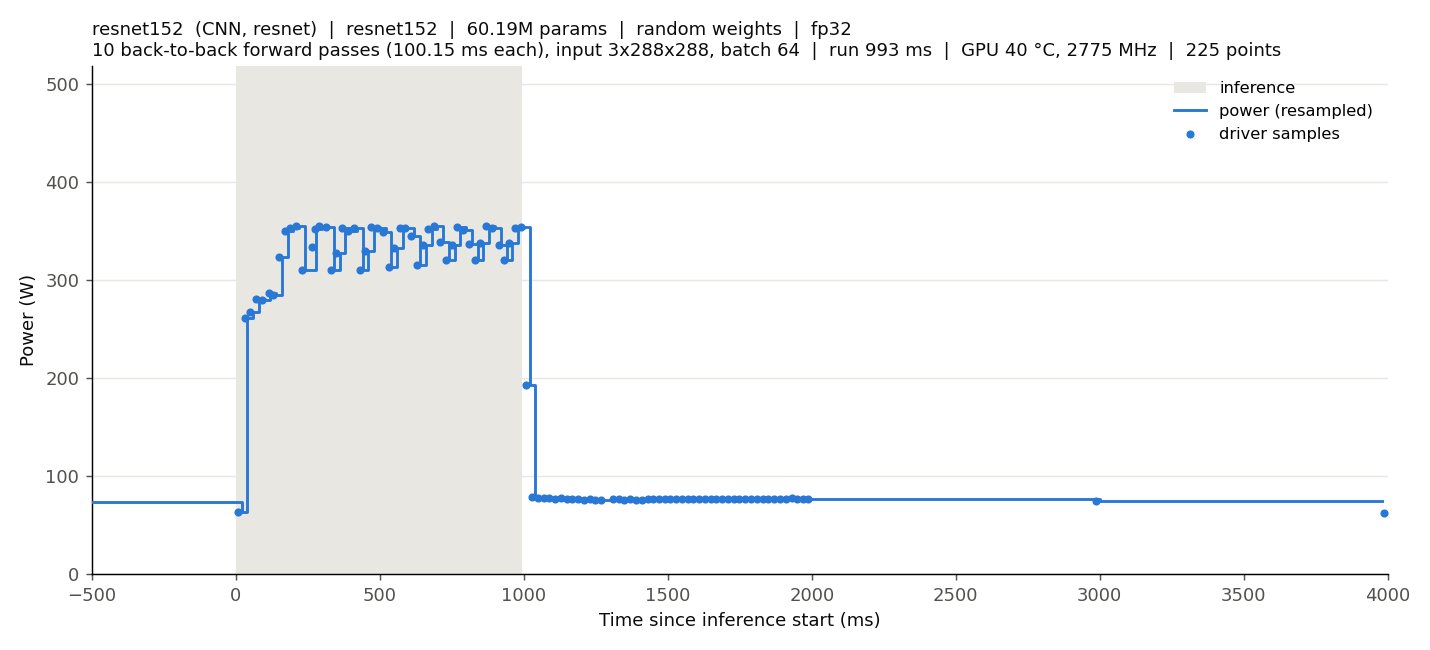 resnet152  (CNN, resnet)  |  resnet152  |  60.19M params  |  random weights  |  fp32
10 back-to-back forward passes (100.15 ms each), input 3x288x288, batch 64  |  run 993 ms  |  GPU 40 °C, 2775 MHz  |  225 points
inference
power (resampled)
driver samples
Power (W)
500
400
300
200
100
0
−500
0
500
1000
1500
2000
2500
3000
3500
4000
Time since inference start (ms)